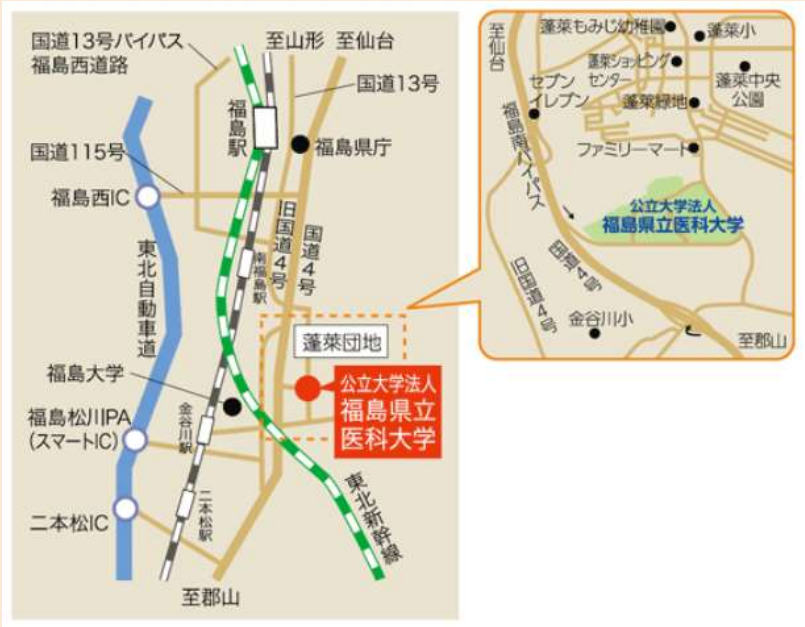 国道13号バイパス
福島西道路
至山形
至仙台
国道13号
福島駅
福島県庁
国道115号
福島西IC
東北自動車道
旧国道4号
国道4号
南福島駅
蓬莱団地
福島大学
公立大学法人
福島県立
医科大学
金谷川駅
福島松川PA
(スマートIC)
二本松駅
二本松IC
東北新幹線
至郡山
至仙台
蓬莱もみじ幼稚園
蓬莱小
蓬莱ショッピング
センター
蓬莱中央
公園
セブン
イレブン
蓬莱緑地
福島南バイパス
ファミリーマート
公立大学法人
福島県立医科大学
国道4号
旧国道4号
金谷川小
至郡山